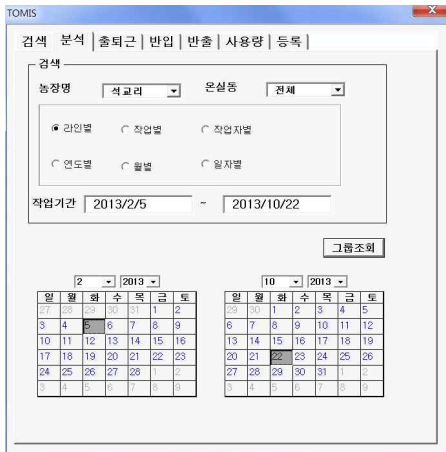 TOMIS
검색 분석 출퇴근 반입 반출 사용량 등록
검색
농장명 석교리 온실동 전체
라인별 작업별 작업자별
연도별 월별 일자별
작업기간 2013/2/5 ~ 2013/10/22
그룹조회
2 2013 10 2013
일 월 화 수 목 금 토 일 월 화 수 목 금 토
27 28 29 30 31 1 2 29 30 1 2 3 4 5
3 4 5 6 7 8 9 6 7 8 9 10 11 12
10 11 12 13 14 15 16 13 14 15 16 17 18 19
17 18 19 20 21 22 23 20 21 22 23 24 25 26
24 25 26 27 28 1 2 27 28 29 30 31 1 2
3 4 5 6 7 8 9 3 4 5 6 7 8 9